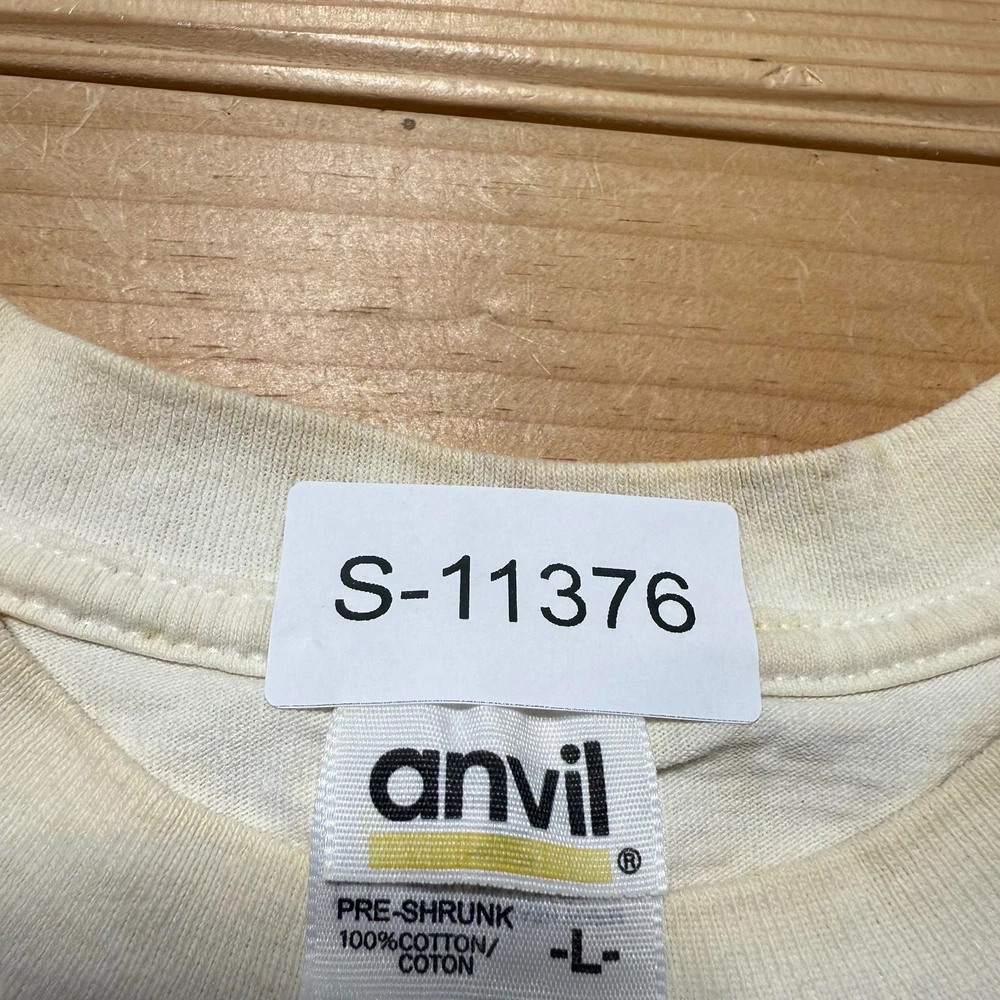 S-11376
anvil®
PRE-SHRUNK
100%COTTON/
COTON
-L-